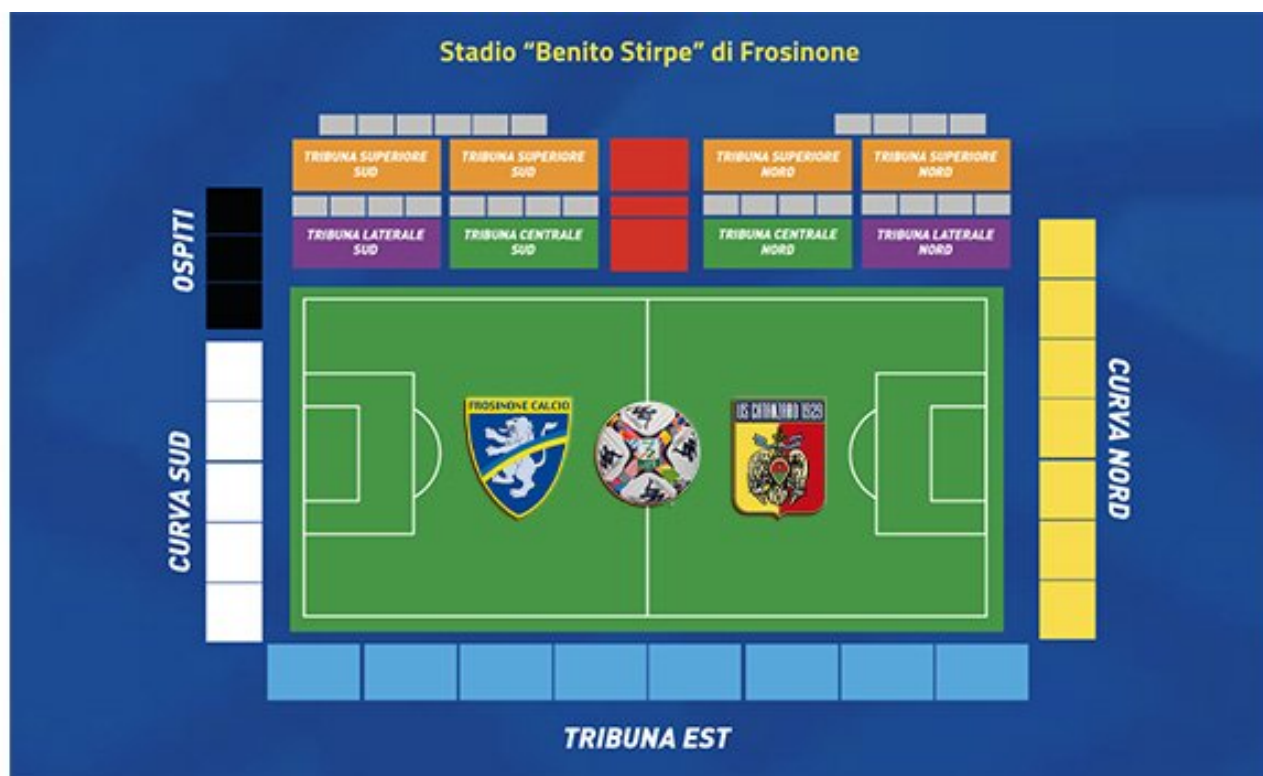 Stadio "Benito Stirpe" di Frosinone
TRIBUNA SUPERIORE
SUD
TRIBUNA SUPERIORE
SUD
TRIBUNA SUPERIORE
NORD
TRIBUNA SUPERIORE
NORD
TRIBUNA LATERALE
SUD
TRIBUNA CENTRALE
SUD
TRIBUNA CENTRALE
NORD
TRIBUNA LATERALE
NORD
OSPITI
CURVA SUD
FROSINONE CALCIO
US CATANZARO 1929
CURVA NORD
TRIBUNA EST